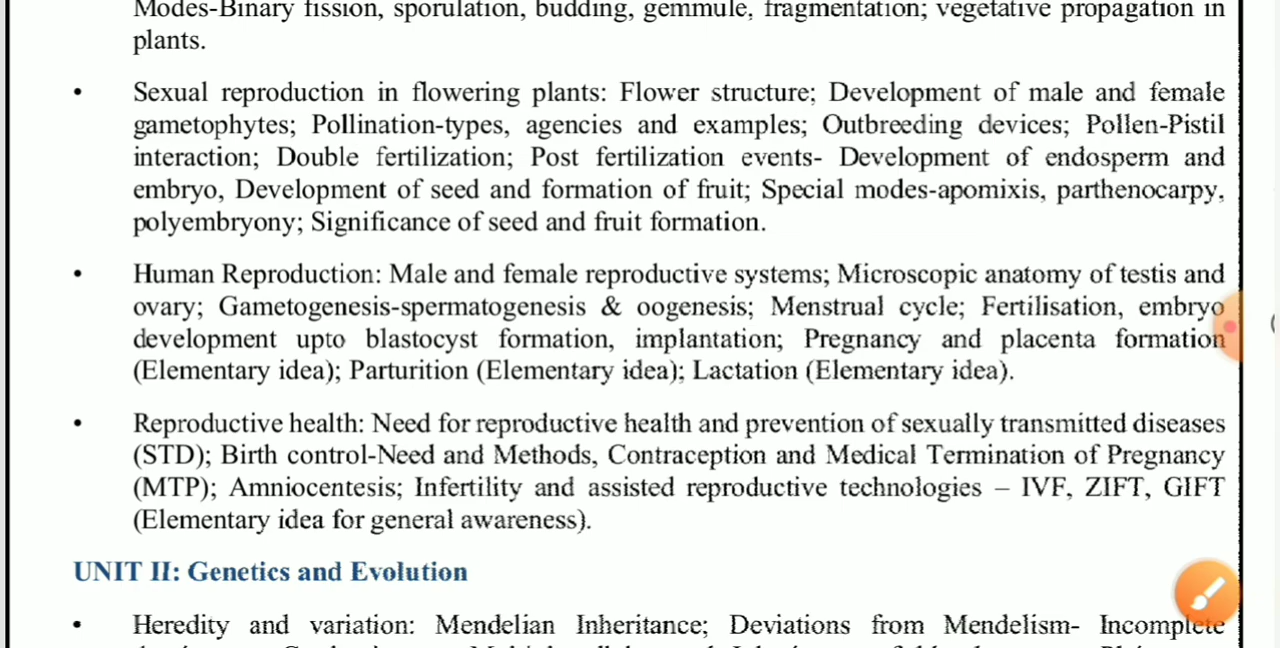 Modes-Binary fission, sporulation, budding, gemmule, fragmentation; vegetative propagation in
plants.
• Sexual reproduction in flowering plants: Flower structure; Development of male and female
gametophytes; Pollination-types, agencies and examples; Outbreeding devices; Pollen-Pistil
interaction; Double fertilization; Post fertilization events- Development of endosperm and
embryo, Development of seed and formation of fruit; Special modes-apomixis, parthenocarpy,
polyembryony; Significance of seed and fruit formation.
• Human Reproduction: Male and female reproductive systems; Microscopic anatomy of testis and
ovary; Gametogenesis-spermatogenesis & oogenesis; Menstrual cycle; Fertilisation, embryo
development upto blastocyst formation, implantation; Pregnancy and placenta formation
(Elementary idea); Parturition (Elementary idea); Lactation (Elementary idea).
• Reproductive health: Need for reproductive health and prevention of sexually transmitted diseases
(STD); Birth control-Need and Methods, Contraception and Medical Termination of Pregnancy
(MTP); Amniocentesis; Infertility and assisted reproductive technologies – IVF, ZIFT, GIFT
(Elementary idea for general awareness).
UNIT II: Genetics and Evolution
• Heredity and variation: Mendelian Inheritance; Deviations from Mendelism- Incomplete